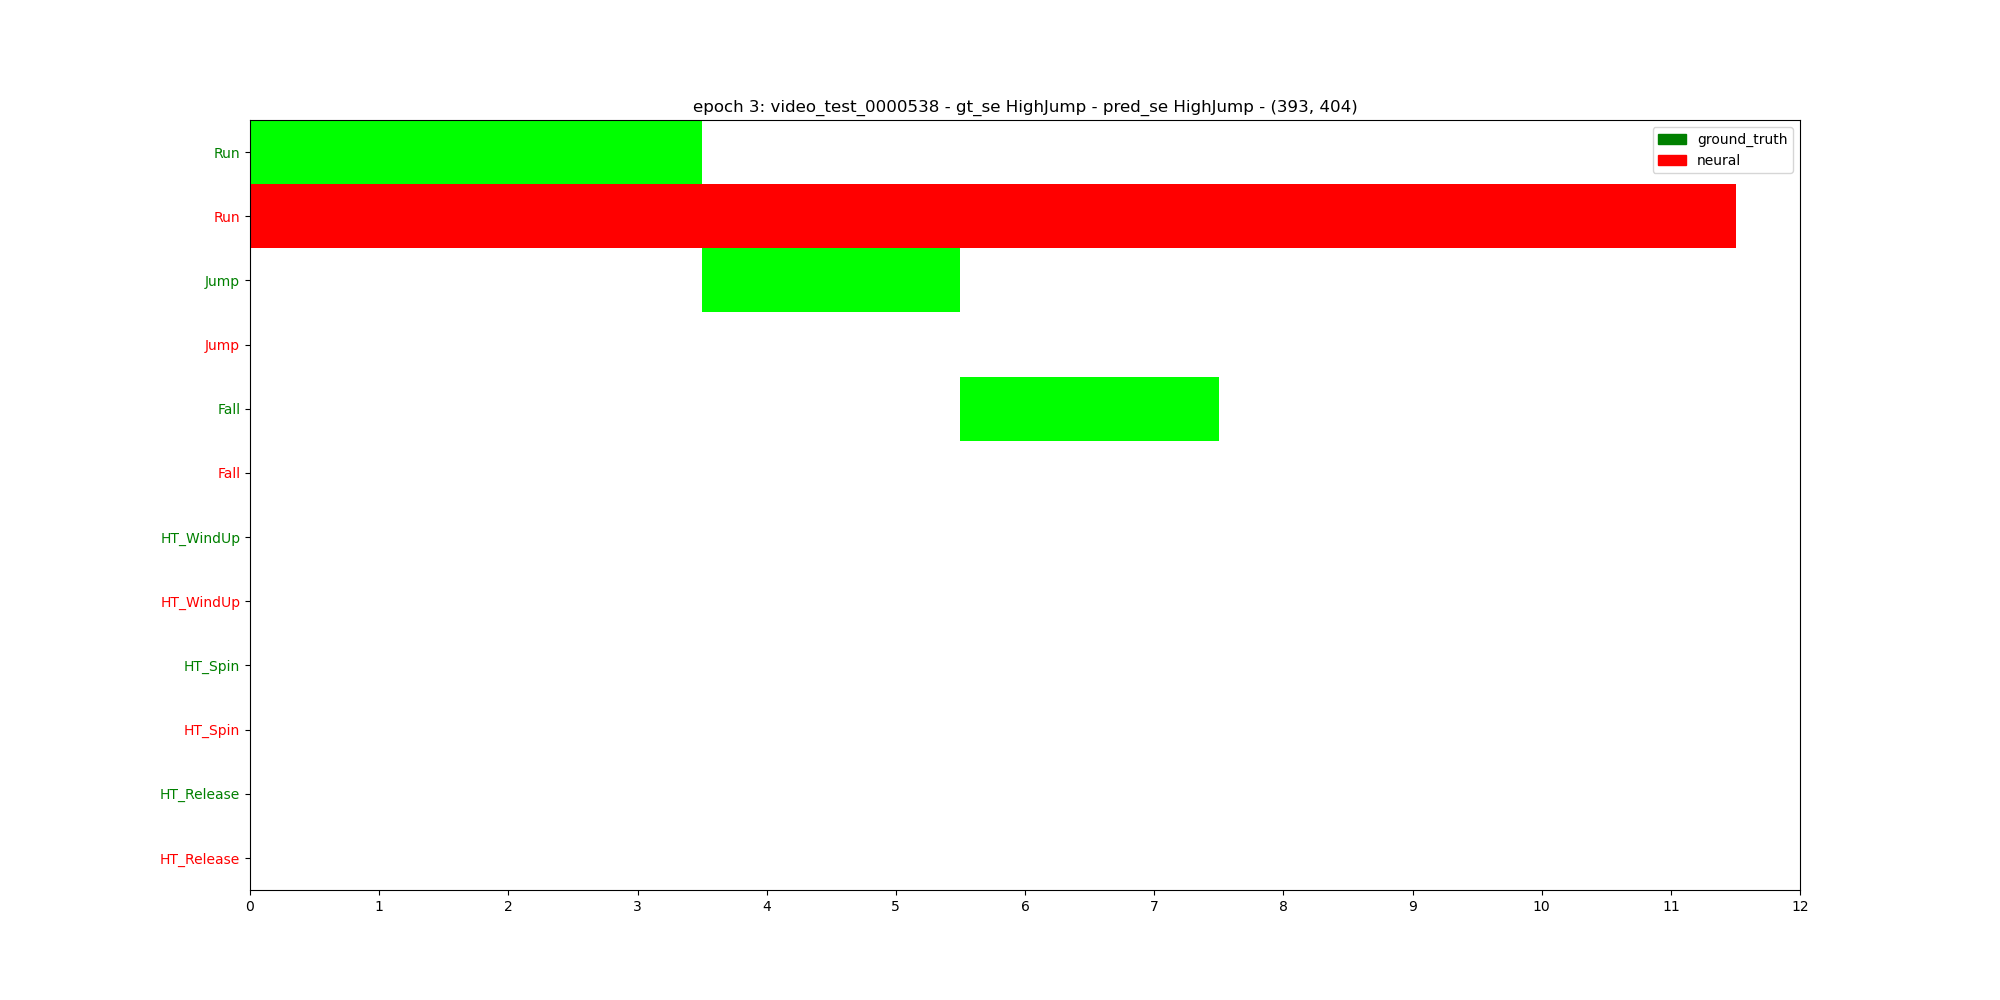 epoch 3: video_test_0000538 - gt_se HighJump - pred_se HighJump - (393, 404)
ground_truth
neural
Run
Run
Jump
Jump
Fall
Fall
HT_WindUp
HT_WindUp
HT_Spin
HT_Spin
HT_Release
HT_Release
0 1 2 3 4 5 6 7 8 9 10 11 12